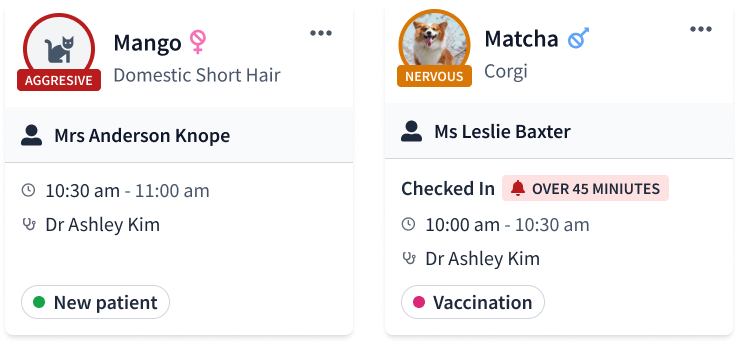 Mango
AGGRESIVE
Domestic Short Hair
Mrs Anderson Knope
10:30 am - 11:00 am
Dr Ashley Kim
New patient
Matcha
NERVOUS
Corgi
Ms Leslie Baxter
Checked In OVER 45 MINIUTES
10:00 am - 10:30 am
Dr Ashley Kim
Vaccination